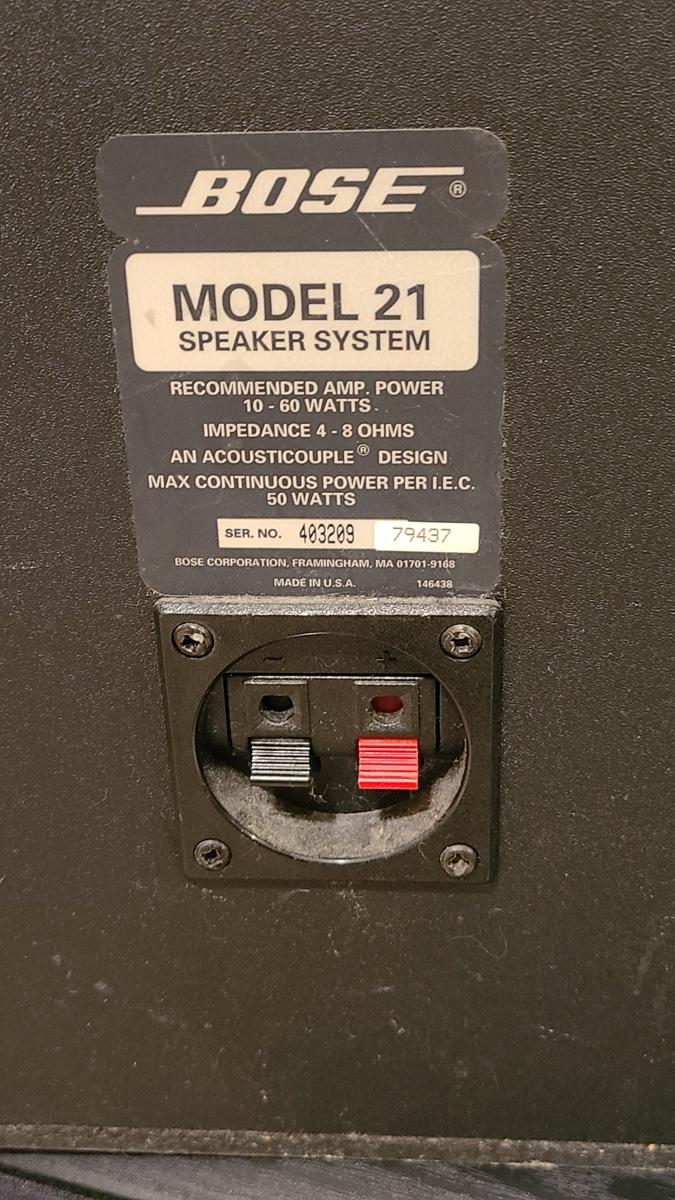 BOSE®
MODEL 21
SPEAKER SYSTEM
RECOMMENDED AMP. POWER
10 - 60 WATTS
IMPEDANCE 4 - 8 OHMS
AN ACOUSTICOUPLE® DESIGN
MAX CONTINUOUS POWER PER I.E.C.
50 WATTS
SER. NO. 403209 79437
BOSE CORPORATION, FRAMINGHAM, MA 01701-9168
MADE IN U.S.A. 146438
- +